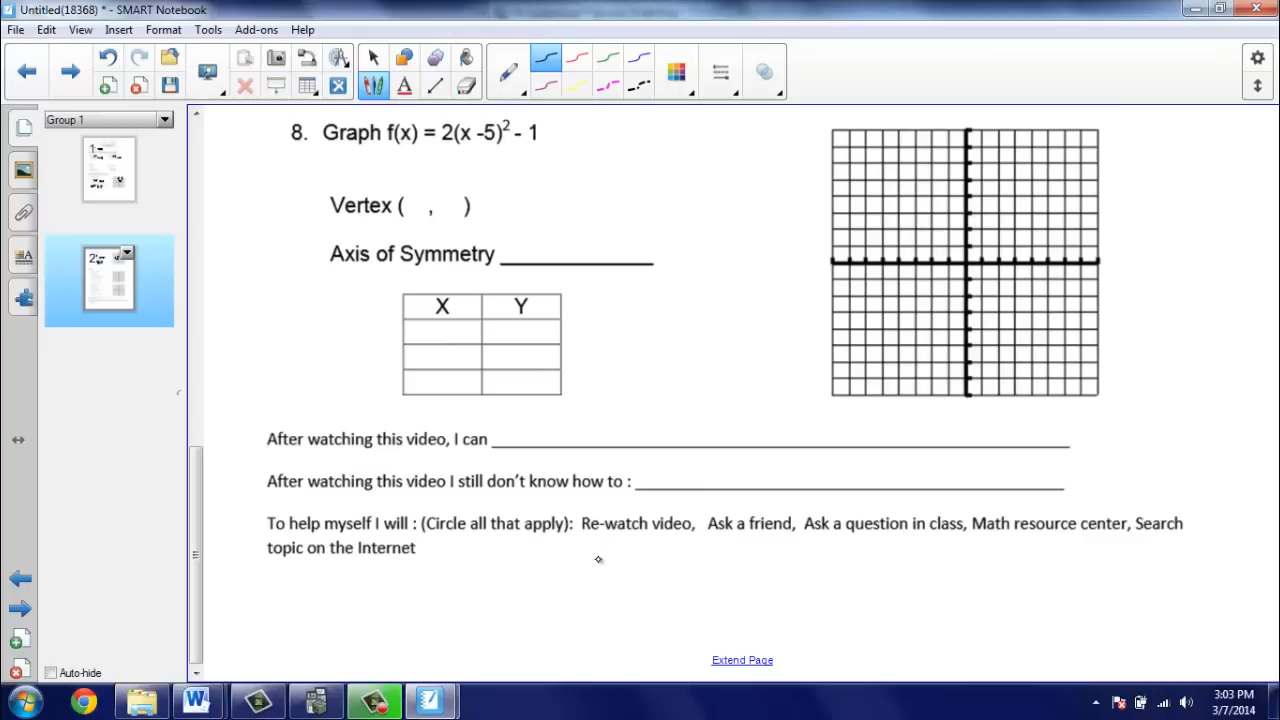 Untitled(18368) * - SMART Notebook
File Edit View Insert Format Tools Add-ons Help
Group 1
8. Graph f(x) = 2(x -5)² - 1
Vertex ( , )
Axis of Symmetry ______________
X Y
After watching this video, I can ______________
After watching this video I still don't know how to : ______________
To help myself I will : (Circle all that apply): Re-watch video, Ask a friend, Ask a question in class, Math resource center, Search
topic on the Internet
Extend Page
Auto-hide
3:03 PM
3/7/2014